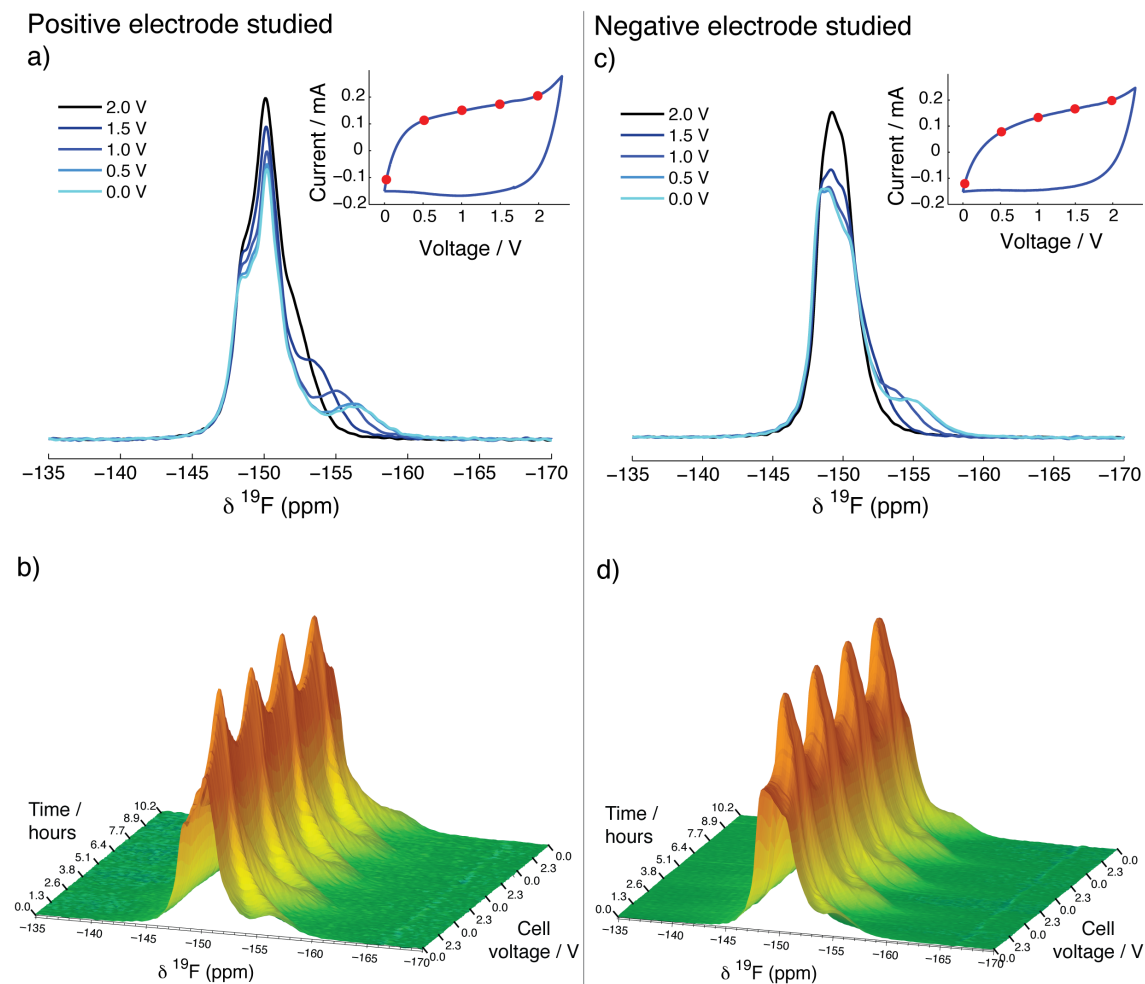 Positive electrode studied
a)
2.0 V
1.5 V
1.0 V
0.5 V
0.0 V
Current / mA
0.2
0.1
0
−0.1
−0.2
0 0.5 1 1.5 2
Voltage / V
−135 −140 −145 −150 −155 −160 −165 −170
δ ¹⁹F (ppm)
Negative electrode studied
c)
2.0 V
1.5 V
1.0 V
0.5 V
0.0 V
Current / mA
0.2
0.1
0
−0.1
−0.2
0 0.5 1 1.5 2
Voltage / V
−135 −140 −145 −150 −155 −160 −165 −170
δ ¹⁹F (ppm)
b)
Time /
hours
10.2
8.9
7.7
6.4
5.1
3.8
2.6
1.3
0.0
-135 -140 -145 -150 -155 -160 -165 -170
δ ¹⁹F (ppm)
0.0
2.3
0.0
2.3
0.0
2.3
0.0
2.3
0.0
Cell
voltage / V
d)
Time /
hours
10.2
8.9
7.7
6.4
5.1
3.8
2.6
1.3
0.0
-135 -140 -145 -150 -155 -160 -165 -170
δ ¹⁹F (ppm)
0.0
2.3
0.0
2.3
0.0
2.3
0.0
2.3
0.0
Cell
voltage / V